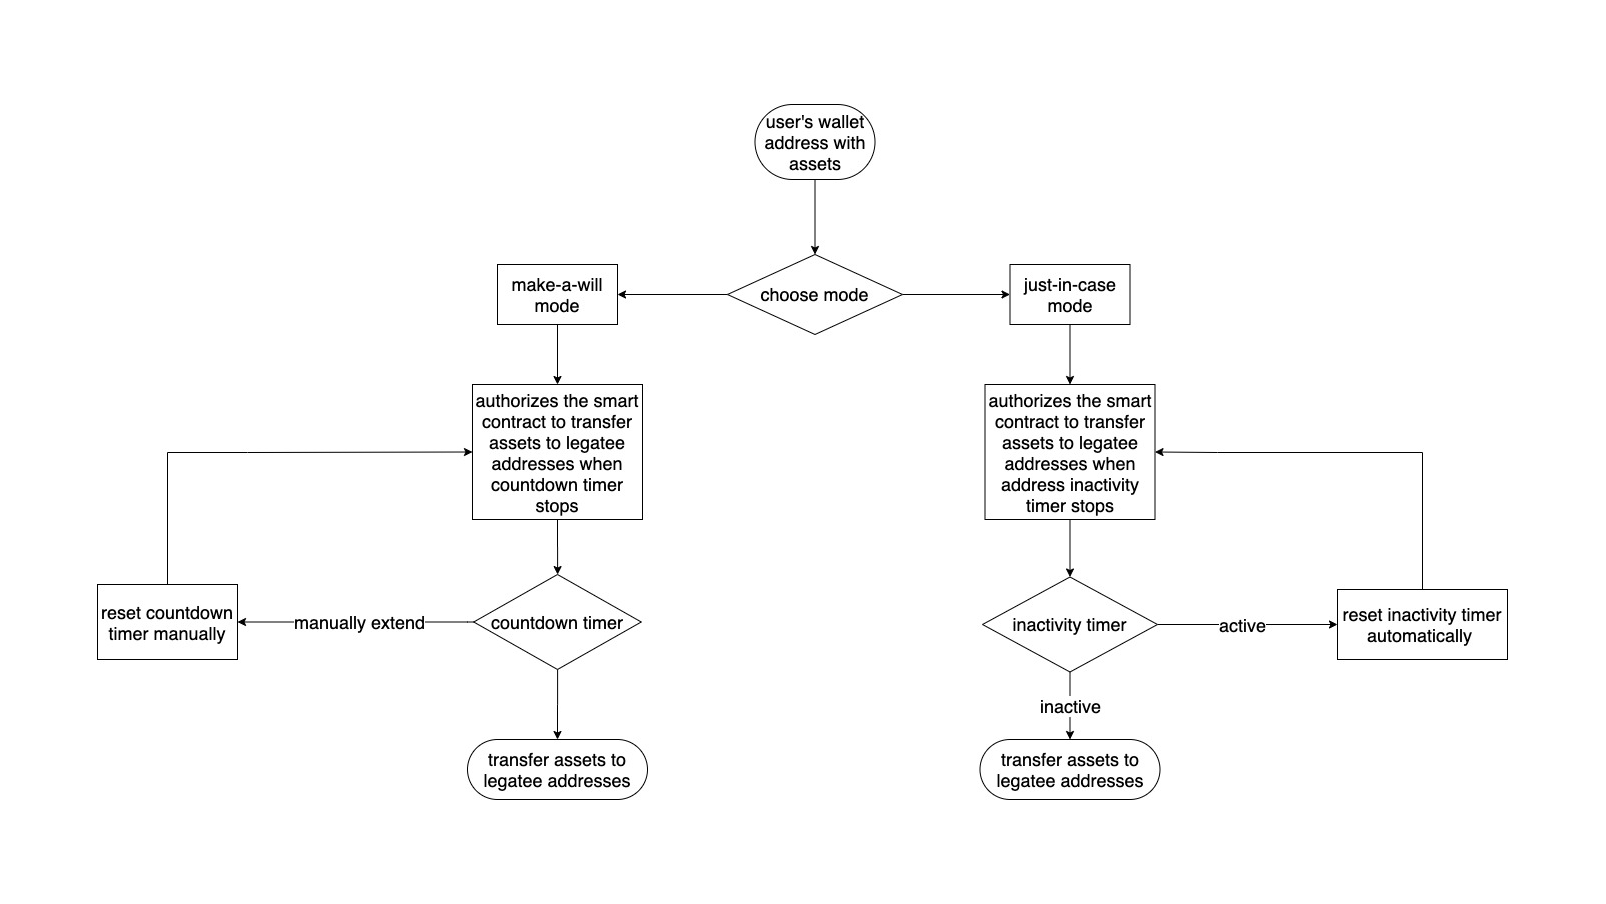 user's wallet
address with
assets
make-a-will
mode
choose mode
just-in-case
mode
authorizes the smart
contract to transfer
assets to legatee
addresses when
countdown timer
stops
authorizes the smart
contract to transfer
assets to legatee
addresses when
address inactivity
timer stops
reset countdown
timer manually
manually extend
countdown timer
inactivity timer
active
reset inactivity timer
automatically
inactive
transfer assets to
legatee addresses
transfer assets to
legatee addresses